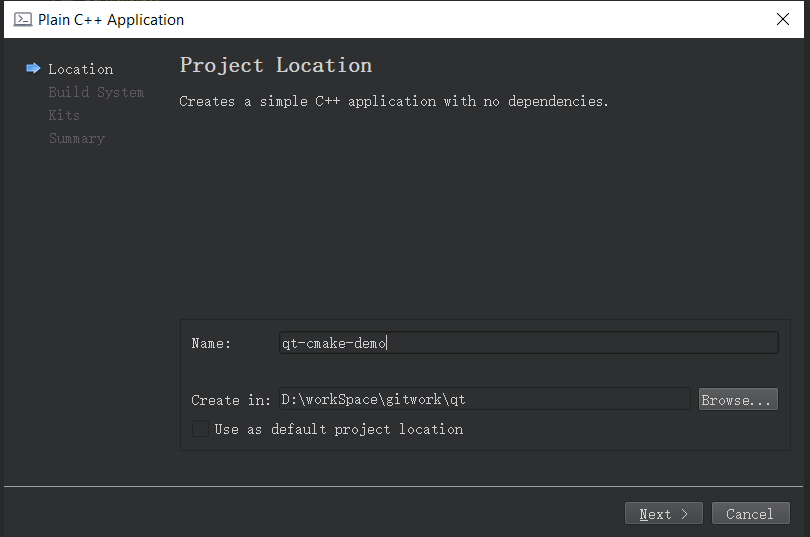 Plain C++ Application
Location
Build System
Kits
Summary
Project Location
Creates a simple C++ application with no dependencies.
Name: qt-cmake-demo
Create in: D:\workSpace\gitwork\qt Browse...
Use as default project location
Next > Cancel